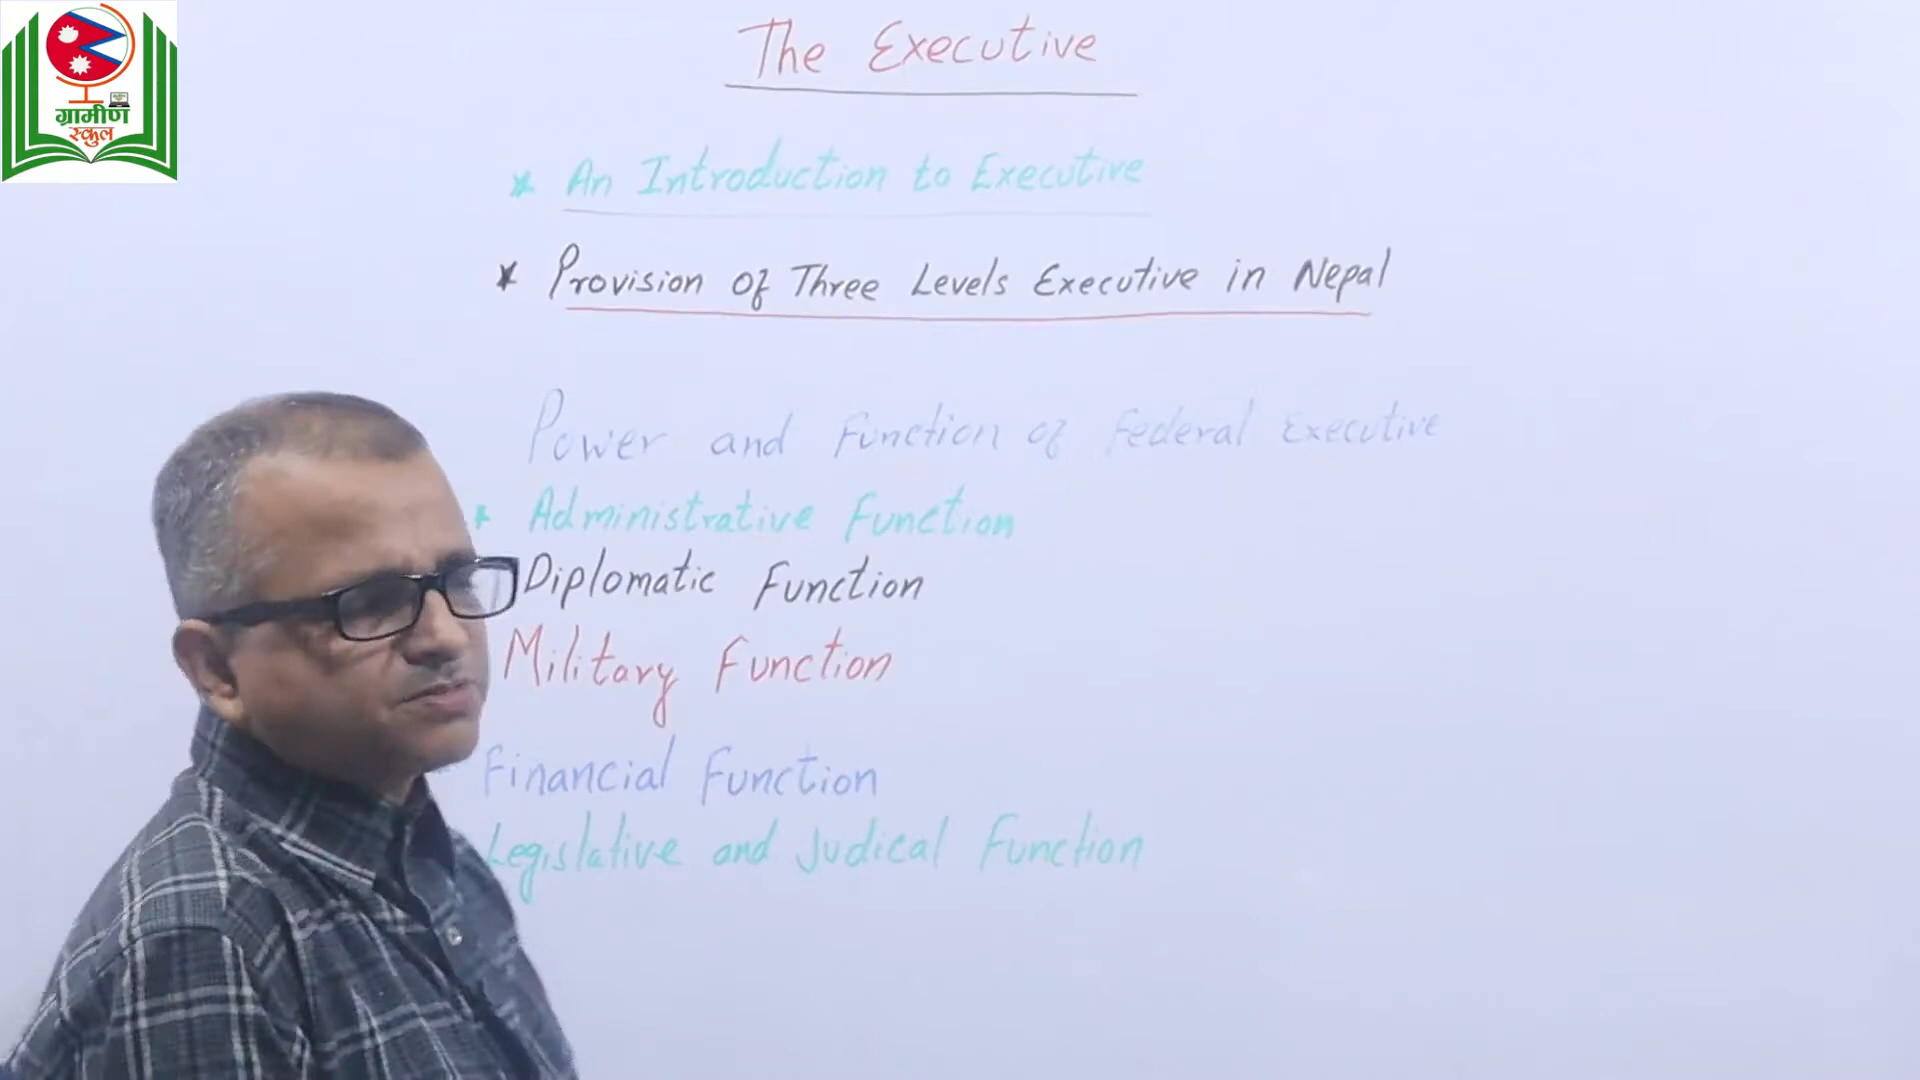 ग्रामीण
स्कुल
The Executive
* An Introduction to Executive
* Provision of Three Levels Executive in Nepal
Power and Function of Federal Executive
* Administrative Function
Diplomatic Function
Military Function
Financial Function
Legislative and Judical Function